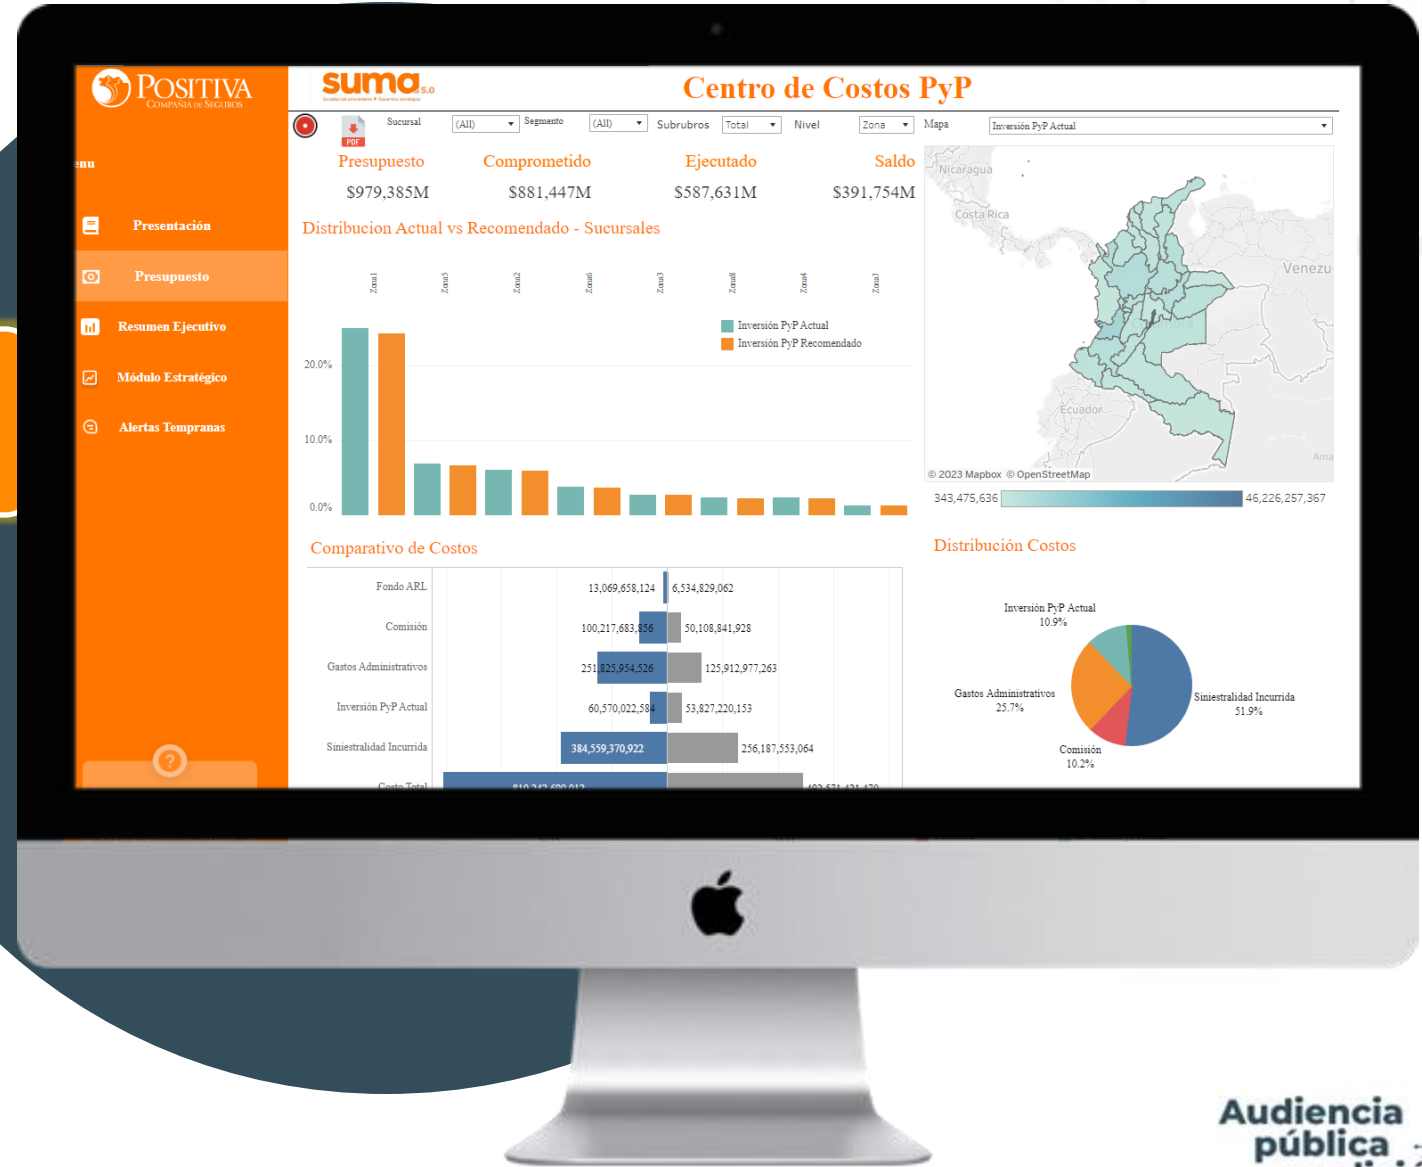 POSITIVA
COMPAÑÍA DE SEGUROS
enu
Presentación
Presupuesto
Resumen Ejecutivo
Módulo Estratégico
Alertas Tempranas
?
suma 5.0
Centro de Costos PyP
PDF
Sucursal (All) Segmento (All) Subrubros Total Nivel Zona Mapa Inversión PyP Actual
Presupuesto Comprometido Ejecutado Saldo
$979,385M $881,447M $587,631M $391,754M
Distribucion Actual vs Recomendado - Sucursales
Zona1 Zona5 Zona2 Zona6 Zona3 Zona8 Zona4 Zona7
Inversión PyP Actual
Inversión PyP Recomendado
20.0%
10.0%
0.0%
Nicaragua
Costa Rica
Venezu
Colombia
Ecuador
Ama
© 2023 Mapbox © OpenStreetMap
343,475,636 46,226,257,367
Comparativo de Costos
Fondo ARL 13,069,658,124 6,534,829,062
Comisión 100,217,683,856 50,108,841,928
Gastos Administrativos 251,825,954,526 125,912,977,263
Inversión PyP Actual 60,570,022,584 53,827,220,153
Siniestralidad Incurrida 384,559,370,922 256,187,553,064
Costo Total
Distribución Costos
Inversión PyP Actual
10.9%
Gastos Administrativos
25.7%
Siniestralidad Incurrida
51.9%
Comisión
10.2%
Audiencia
pública